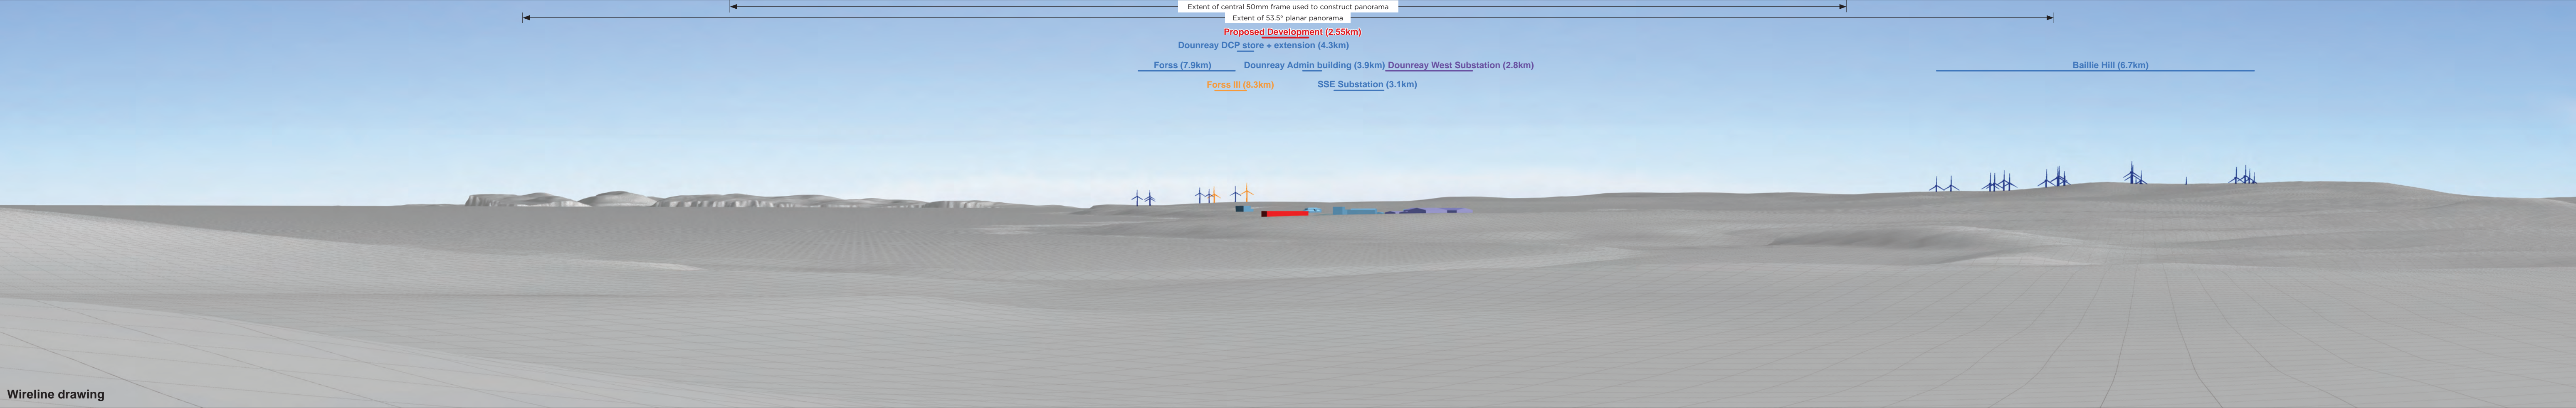 Extent of central 50mm frame used to construct panorama
Extent of 53.5° planar panorama
Proposed Development (2.55km)
Dounreay DCP store + extension (4.3km)
Forss (7.9km)
Dounreay Admin building (3.9km)
Dounreay West Substation (2.8km)
Baillie Hill (6.7km)
Forss III (8.3km)
SSE Substation (3.1km)
Wireline drawing